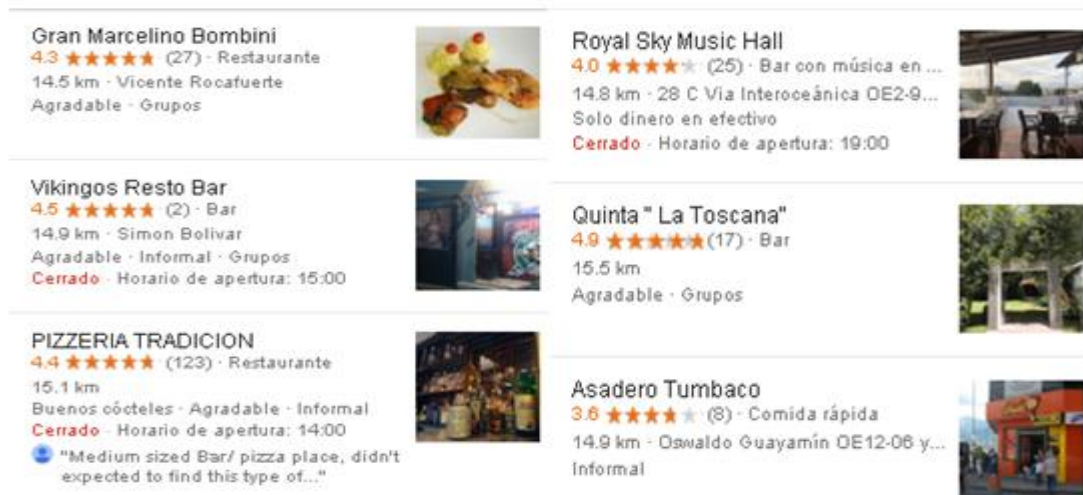 Gran Marcelino Bombini
4.3 (27) · Restaurante
14.5 km · Vicente Rocafuerte
Agradable · Grupos
Vikingos Resto Bar
4.5 (2) · Bar
14.9 km · Simon Bolivar
Agradable · Informal · Grupos
Cerrado · Horario de apertura: 15:00
PIZZERIA TRADICION
4.4 (123) · Restaurante
15.1 km
Buenos cócteles · Agradable · Informal
Cerrado · Horario de apertura: 14:00
"Medium sized Bar/ pizza place, didn't
expected to find this type of..."
Royal Sky Music Hall
4.0 (25) · Bar con música en ...
14.8 km · 28 C Via Interoceánica OE2-9...
Solo dinero en efectivo
Cerrado · Horario de apertura: 19:00
Quinta " La Toscana"
4.9 (17) · Bar
15.5 km
Agradable · Grupos
Asadero Tumbaco
3.6 (8) · Comida rápida
14.9 km · Oswaldo Guayamín OE12-06 y...
Informal